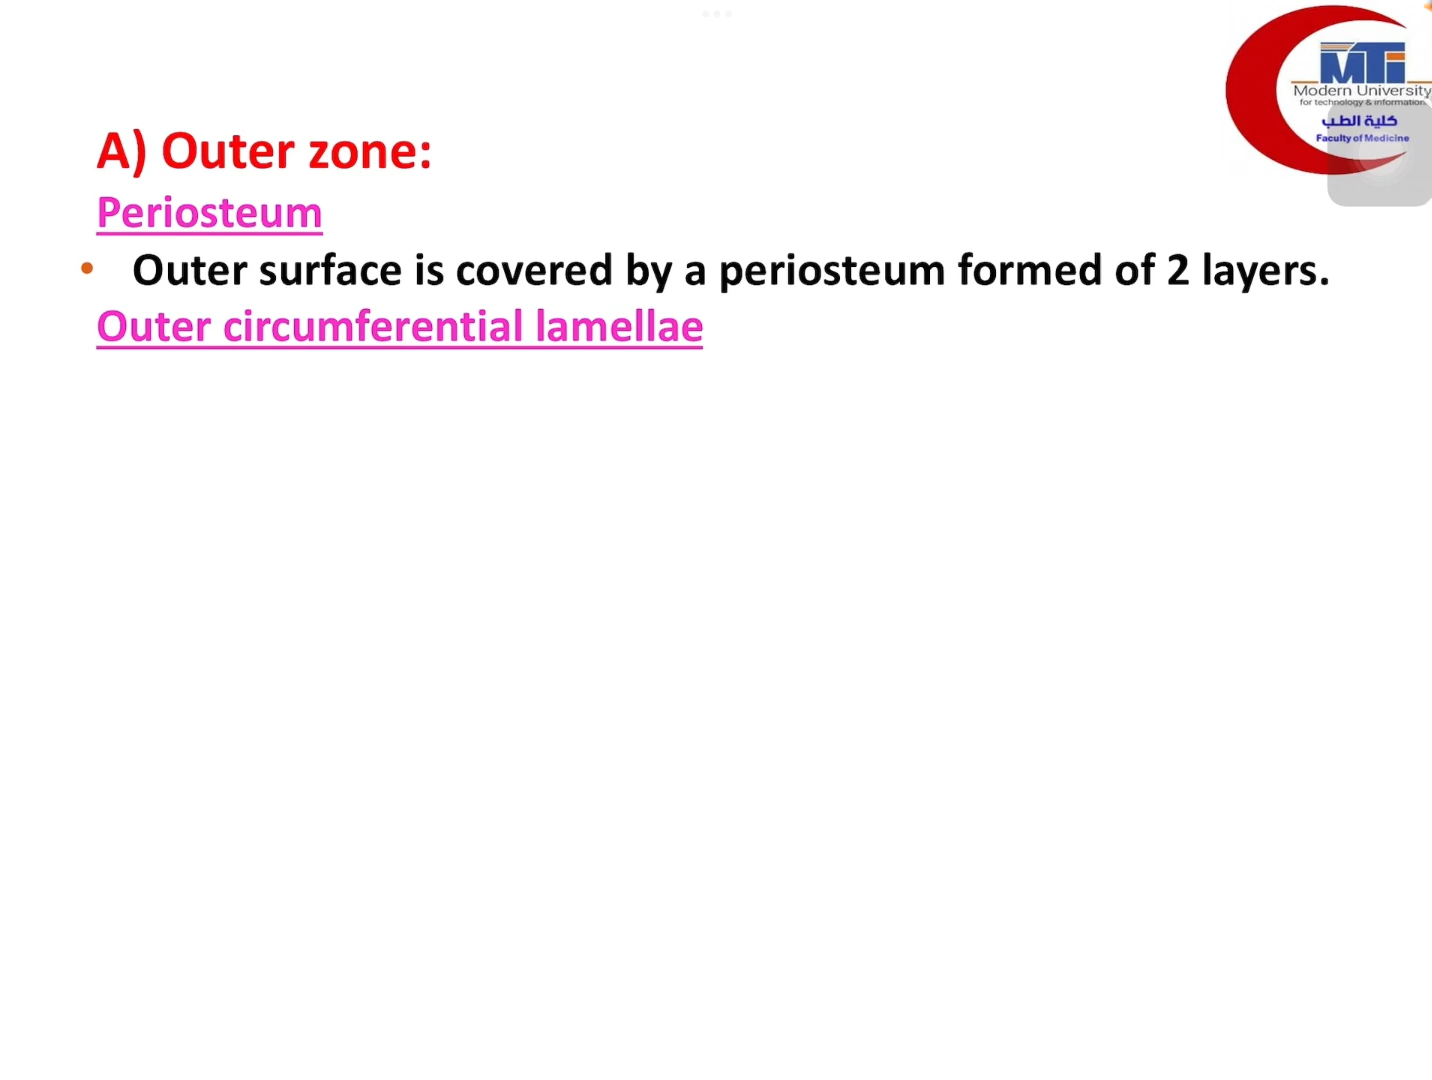 MTi
Modern University
for technology & information
كلية الطب
Faculty of Medicine
A) Outer zone:
Periosteum
• Outer surface is covered by a periosteum formed of 2 layers.
Outer circumferential lamellae